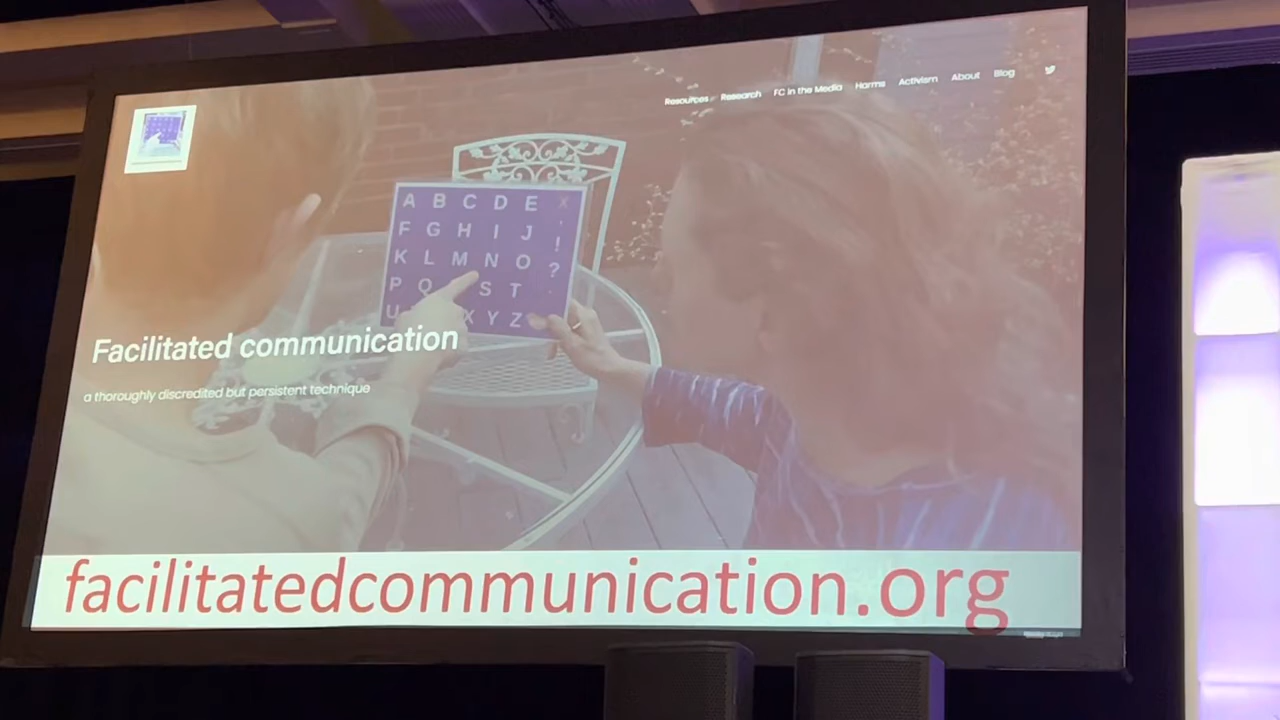 Resources Research FC in the Media Harms Activism About Blog
A B C D E X
F G H I J !
K L M N O ?
P Q S T .
U X Y Z
Facilitated communication
a thoroughly discredited but persistent technique
facilitatedcommunication.org